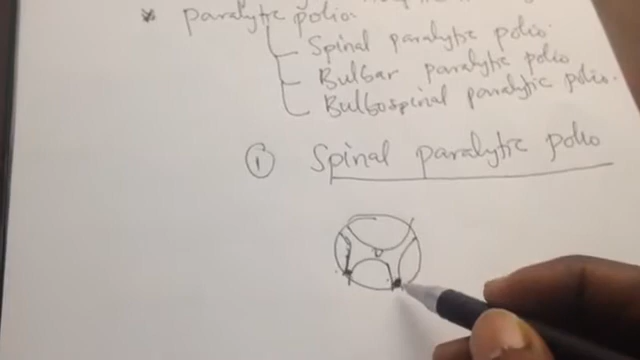 * paralytic polio.
Spinal paralytic polio.
Bulbar paralytic polio
Bulbospinal paralytic polio.
① Spinal paralytic polio